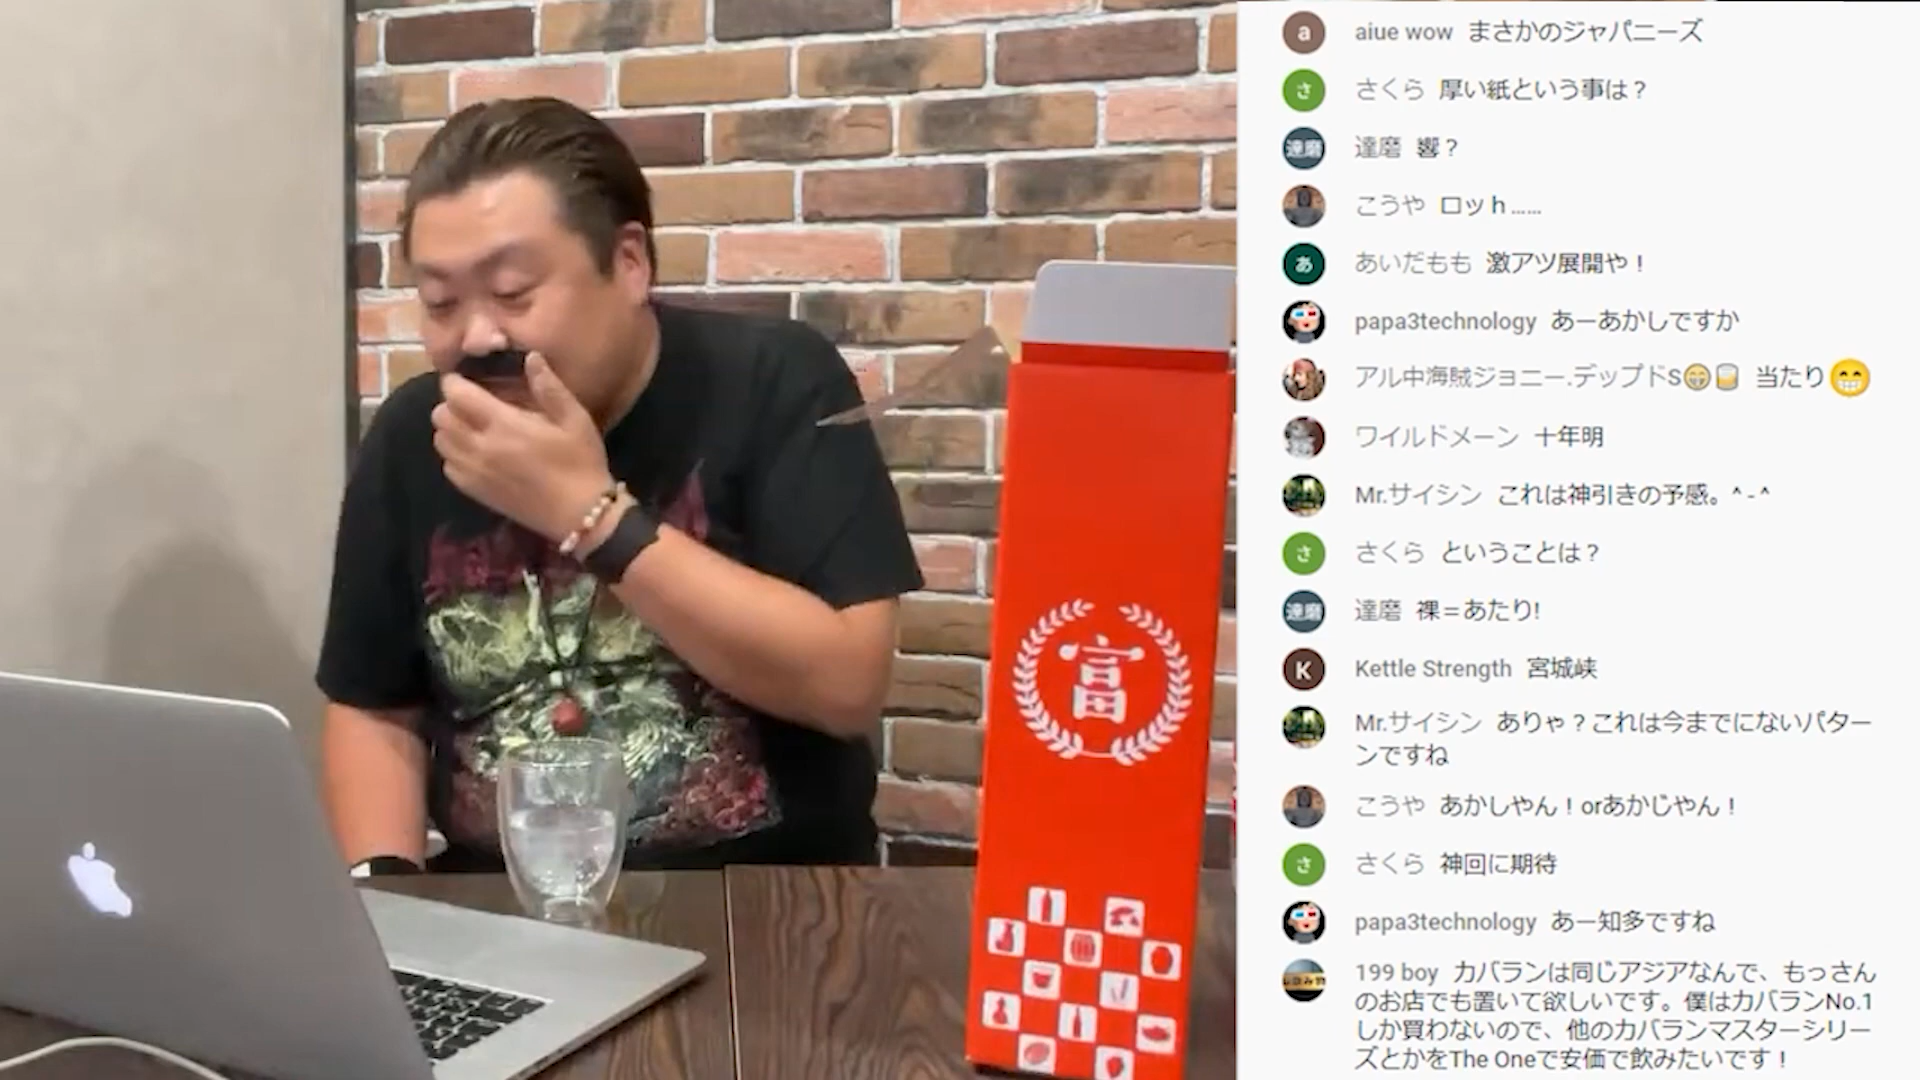 富
a aiue wow まさかのジャパニーズ
さ さくら 厚い紙という事は？
達磨 達磨 響？
こうや ロッｈ……
あ あいだもも 激アツ展開や！
papa3technology あーあかしですか
アル中海賊ジョニー.デップドS😁🥃 当たり😁
ワイルドメーン 十年明
Mr.サイシン これは神引きの予感。^ - ^
さ さくら ということは？
達磨 達磨 裸＝あたり!
K Kettle Strength 宮城峡
Mr.サイシン ありゃ？これは今までにないパター
ンですね
こうや あかしやん！orあかじやん！
さ さくら 神回に期待
papa3technology あー知多ですね
199 boy カバランは同じアジアなんで、もっさん
のお店でも置いて欲しいです。僕はカバランNo.1
しか買わないので、他のカバランマスターシリー
ズとかをThe Oneで安価で飲みたいです！